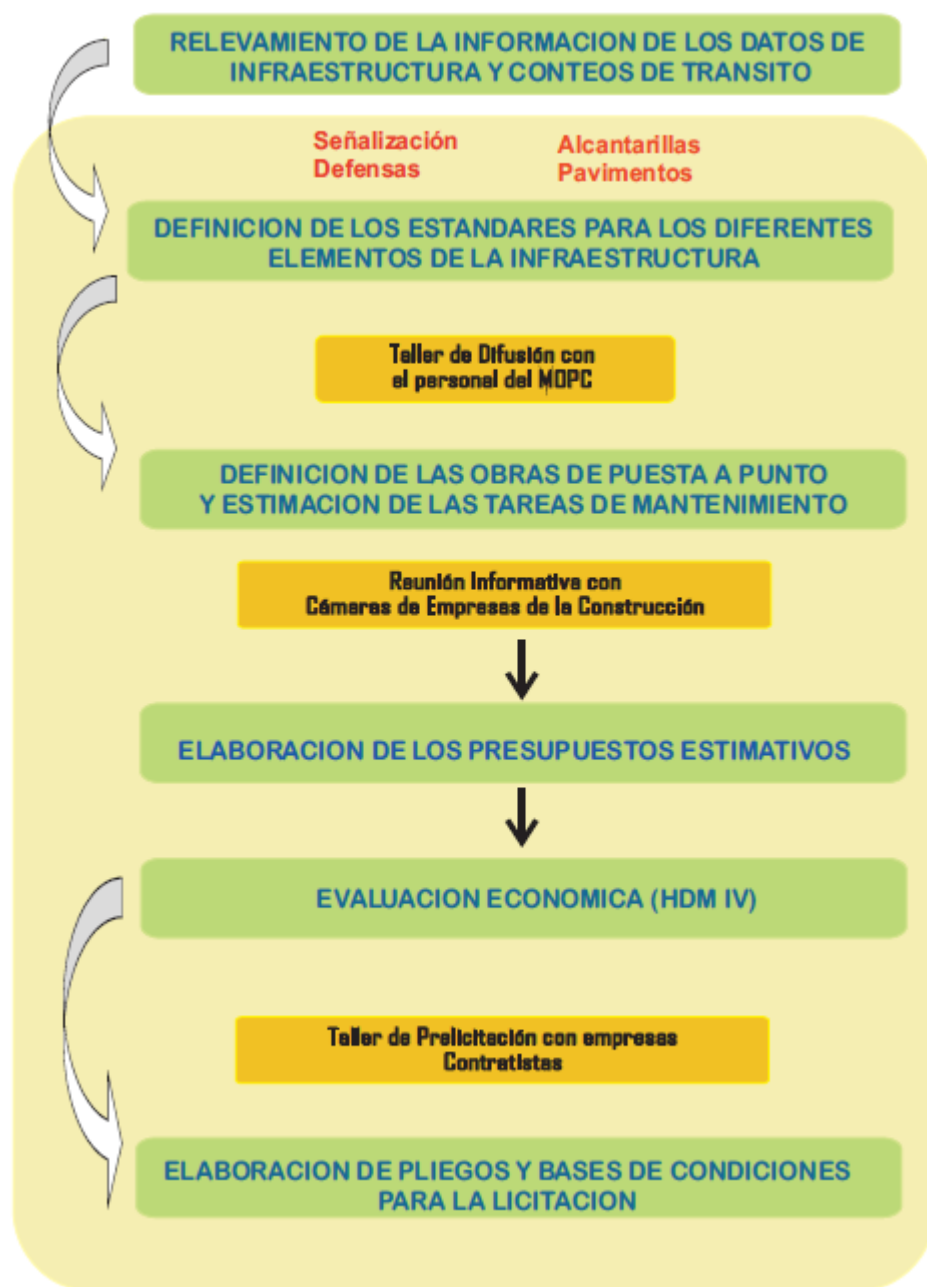 RELEVAMIENTO DE LA INFORMACION DE LOS DATOS DE
INFRAESTRUCTURA Y CONTEOS DE TRANSITO
Señalización
Defensas
Alcantarillas
Pavimentos
DEFINICION DE LOS ESTANDARES PARA LOS DIFERENTES
ELEMENTOS DE LA INFRAESTRUCTURA
Taller de Difusión con
el personal del MOPC
DEFINICION DE LAS OBRAS DE PUESTA A PUNTO
Y ESTIMACION DE LAS TAREAS DE MANTENIMIENTO
Reunión Informativa con
Cámaras de Empresas de la Construcción
ELABORACION DE LOS PRESUPUESTOS ESTIMATIVOS
EVALUACION ECONOMICA (HDM IV)
Taller de Prelicitación con empresas
Contratistas
ELABORACION DE PLIEGOS Y BASES DE CONDICIONES
PARA LA LICITACION